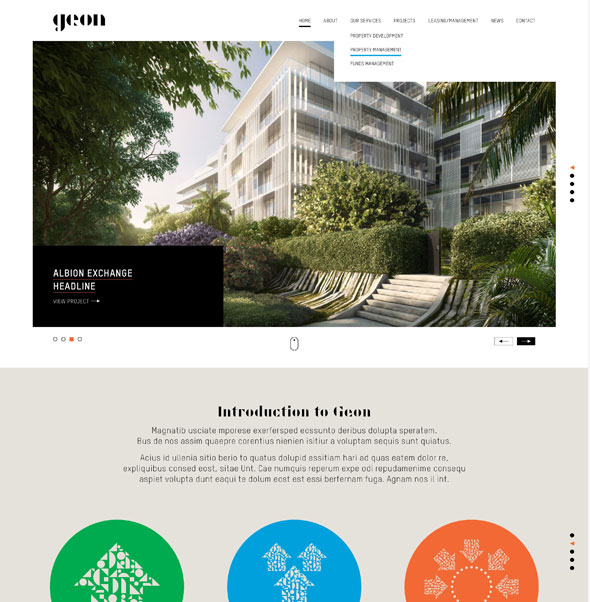 geon
HOME ABOUT OUR SERVICES PROJECTS LEASING/MANAGEMENT NEWS CONTACT
PROPERTY DEVELOPMENT
PROPERTY MANAGEMENT
FUNDS MANAGEMENT
ALBION EXCHANGE
HEADLINE
VIEW PROJECT
Introduction to Geon
Magnatib usciate mporese exerfersped eossunto deribus dolupta speratem.
Bus de nos assim quaepre corentius nienien isitiur a voluptam sequis sunt quiatus.
Acius id ullania sitio berio to quatus dolupid assitiam hari ad quas eatem dolor re,
expliquibus consed eost, sitae Unt. Cae numquis reperum expe odi repudamenime consequ
aspiet volupta dunt eaqui te dolum eost est essi berfernam fuga. Agnam nos il int.